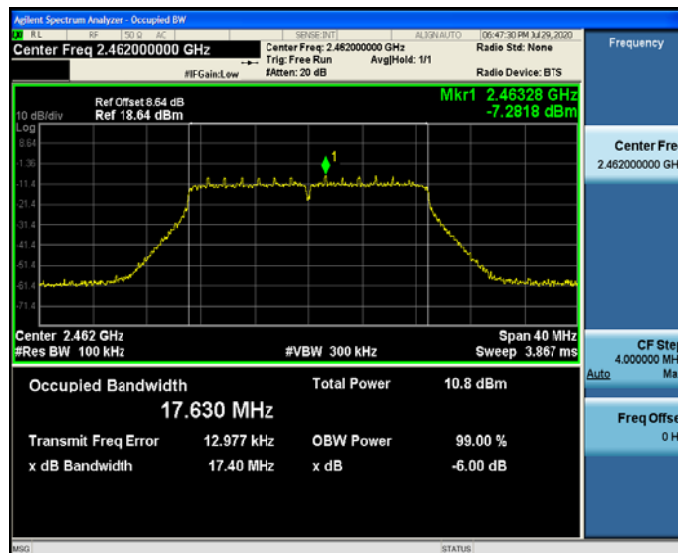 Agilent Spectrum Analyzer - Occupied BW
RL RF 50 Ω AC SENSE:INT ALIGN AUTO 06:47:30 PM Jul 29, 2020
Center Freq 2.462000000 GHz Center Freq: 2.462000000 GHz Radio Std: None
Trig: Free Run Avg|Hold: 1/1
#IFGain:Low #Atten: 20 dB Radio Device: BTS
Frequency
Ref Offset 8.64 dB Mkr1 2.46328 GHz
10 dB/div Ref 18.64 dBm -7.2818 dBm
Log
8.64
-1.36
-11.4
-21.4
-31.4
-41.4
-51.4
-61.4
-71.4
1
Center 2.462 GHz Span 40 MHz
#Res BW 100 kHz #VBW 300 kHz Sweep 3.867 ms
Occupied Bandwidth Total Power 10.8 dBm
17.630 MHz
Transmit Freq Error 12.977 kHz OBW Power 99.00 %
x dB Bandwidth 17.40 MHz x dB -6.00 dB
Center Fre
2.462000000 GH
CF Step
4.000000 MH
Auto Ma
Freq Offse
0 H
MSG STATUS